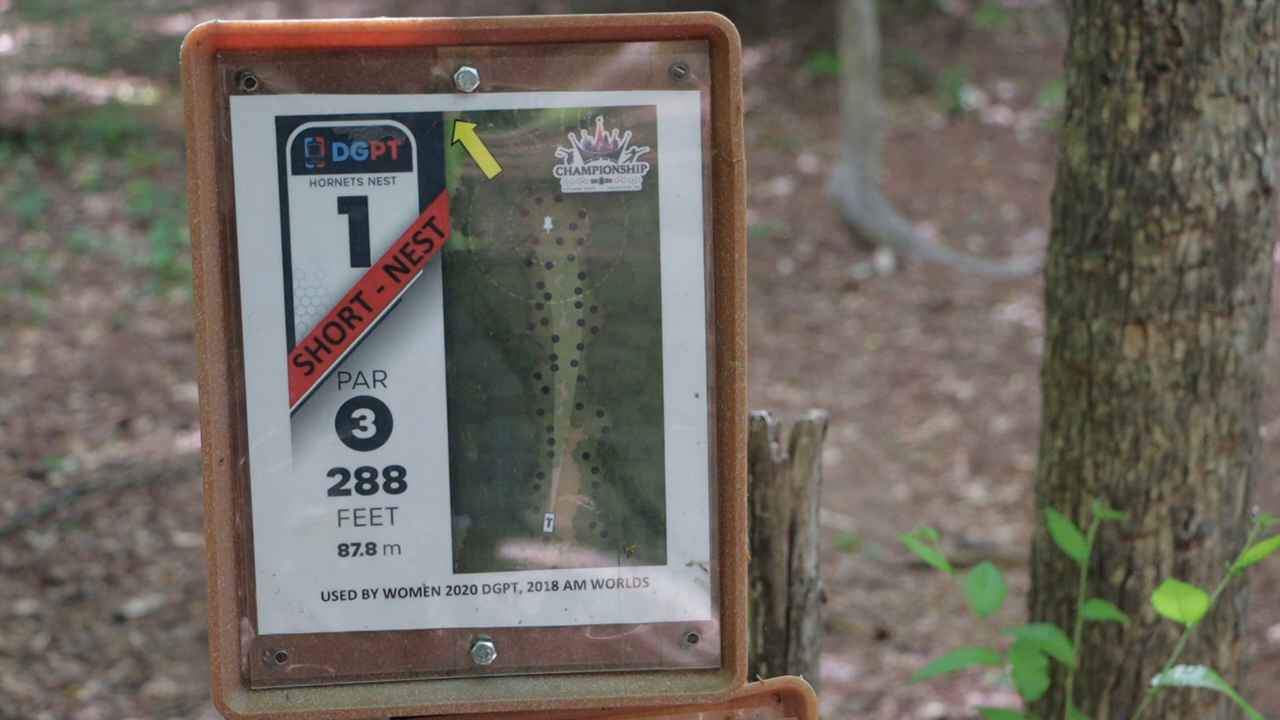 DGPT
HORNETS NEST
1
SHORT - NEST
PAR
3
288
FEET
87.8 m
CHAMPIONSHIP
2020
T
USED BY WOMEN 2020 DGPT, 2018 AM WORLDS